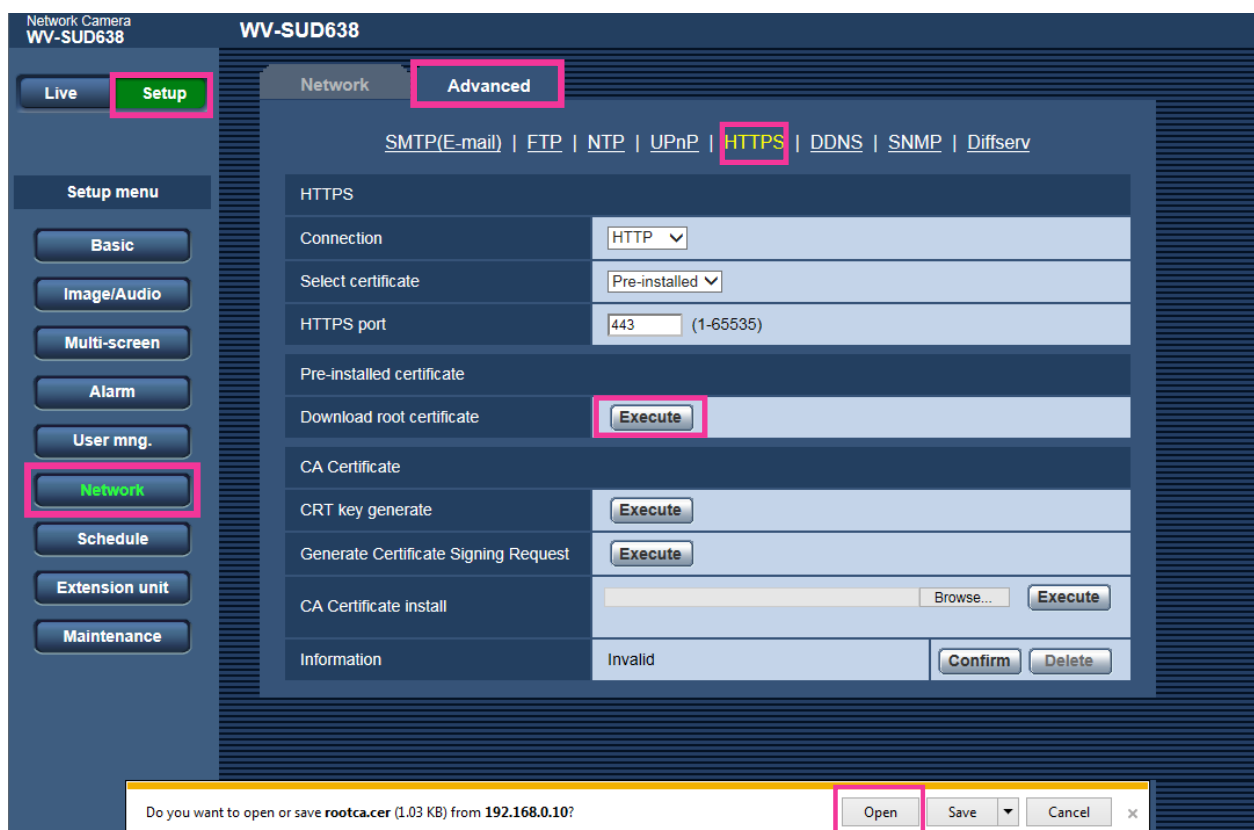 Network Camera
WV-SUD638
WV-SUD638
Live
Setup
Network
Advanced
SMTP(E-mail) | FTP | NTP | UPnP | HTTPS | DDNS | SNMP | Diffserv
Setup menu
Basic
Image/Audio
Multi-screen
Alarm
User mng.
Network
Schedule
Extension unit
Maintenance
HTTPS
Connection HTTP
Select certificate Pre-installed
HTTPS port 443 (1-65535)
Pre-installed certificate
Download root certificate Execute
CA Certificate
CRT key generate Execute
Generate Certificate Signing Request Execute
CA Certificate install Browse... Execute
Information Invalid Confirm Delete
Do you want to open or save rootca.cer (1.03 KB) from 192.168.0.10? Open Save Cancel ×